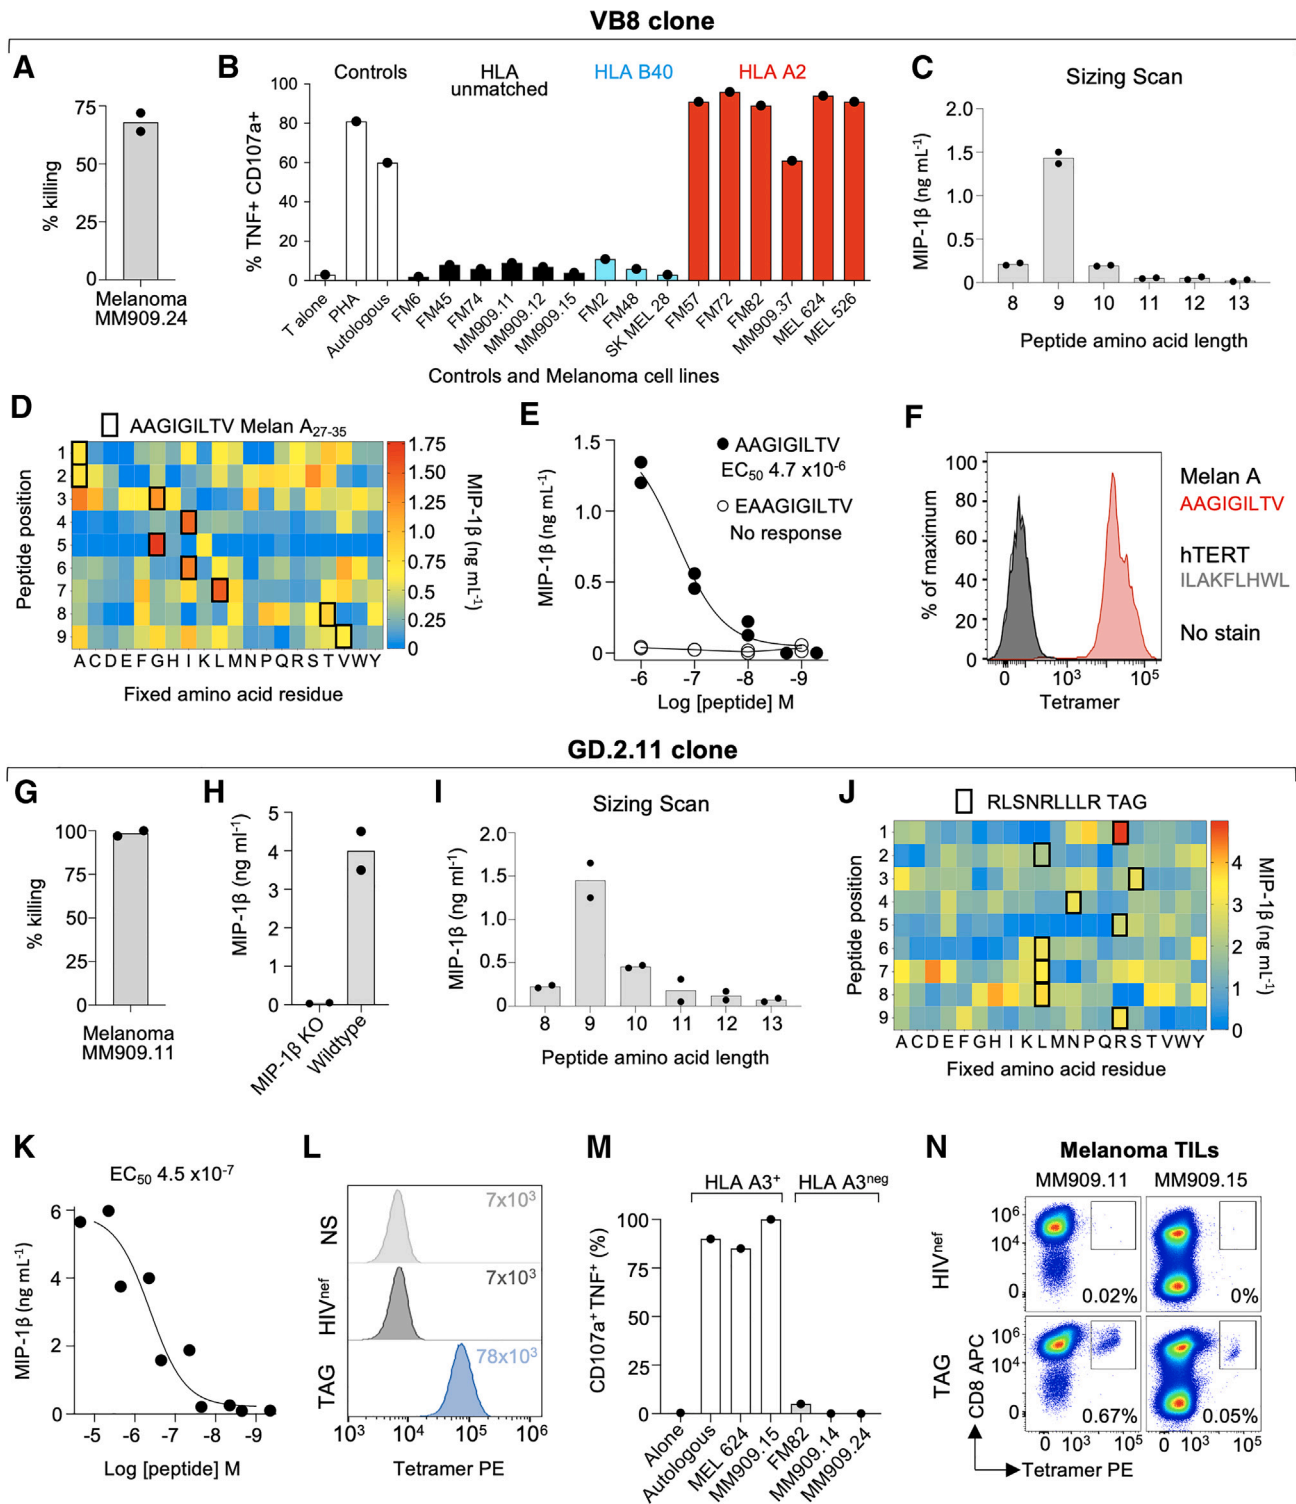 VB8 clone
A
% killing
75
50
25
0
Melanoma
MM909.24
B
Controls
HLA
unmatched
HLA B40
HLA A2
% TNF+ CD107a+
100
80
60
40
20
0
T alone
PHA
Autologous
FM6
FM45
FM74
MM909.11
MM909.12
MM909.15
FM2
FM48
SK MEL 28
FM57
FM72
FM82
MM909.37
MEL 624
MEL 526
Controls and Melanoma cell lines
C
Sizing Scan
MIP-1β (ng mL-1)
2.0
1.5
1.0
0.5
0
8 9 10 11 12 13
Peptide amino acid length
D
AAGIGILTV Melan A27-35
Peptide position
1
2
3
4
5
6
7
8
9
A C D E F G H I K L M N P Q R S T V W Y
Fixed amino acid residue
1.75
1.50
1.25
1.0
0.75
0.50
0.25
0
MIP-1β (ng mL-1)
E
MIP-1β (ng mL-1)
1.5
1.0
0.5
0
AAGIGILTV
EC50 4.7 x10-6
EAAGIGILTV
No response
-6 -7 -8 -9
Log [peptide] M
F
% of maximum
100
80
60
40
20
0
0 103 105
Tetramer
Melan A
AAGIGILTV
hTERT
ILAKFLHWL
No stain
GD.2.11 clone
G
% killing
100
75
50
25
0
Melanoma
MM909.11
H
MIP-1β (ng ml-1)
5
4
3
2
1
0
MIP-1β KO
Wildtype
I
Sizing Scan
MIP-1β (ng ml-1)
2.0
1.5
1.0
0.5
0
8 9 10 11 12 13
Peptide amino acid length
J
RLSNRLLLR TAG
Peptide position
1
2
3
4
5
6
7
8
9
A C D E F G H I K L M N P Q R S T V W Y
Fixed amino acid residue
4
3
2
1
0
MIP-1β (ng mL-1)
K
EC50 4.5 x10-7
MIP-1β (ng mL-1)
6
4
2
0
-5 -6 -7 -8 -9
Log [peptide] M
L
NS
7x103
HIVnef
7x103
TAG
78x103
103 104 105 106
Tetramer PE
M
HLA A3+
HLA A3neg
CD107a+ TNF+ (%)
100
75
50
25
0
Alone
Autologous
MEL 624
MM909.15
FM82
MM909.14
MM909.24
N
Melanoma TILs
MM909.11
MM909.15
HIVnef
106
104
0
0.02%
0%
TAG
CD8 APC
106
104
0
0.67%
0.05%
0 103 105
0 103 105
Tetramer PE